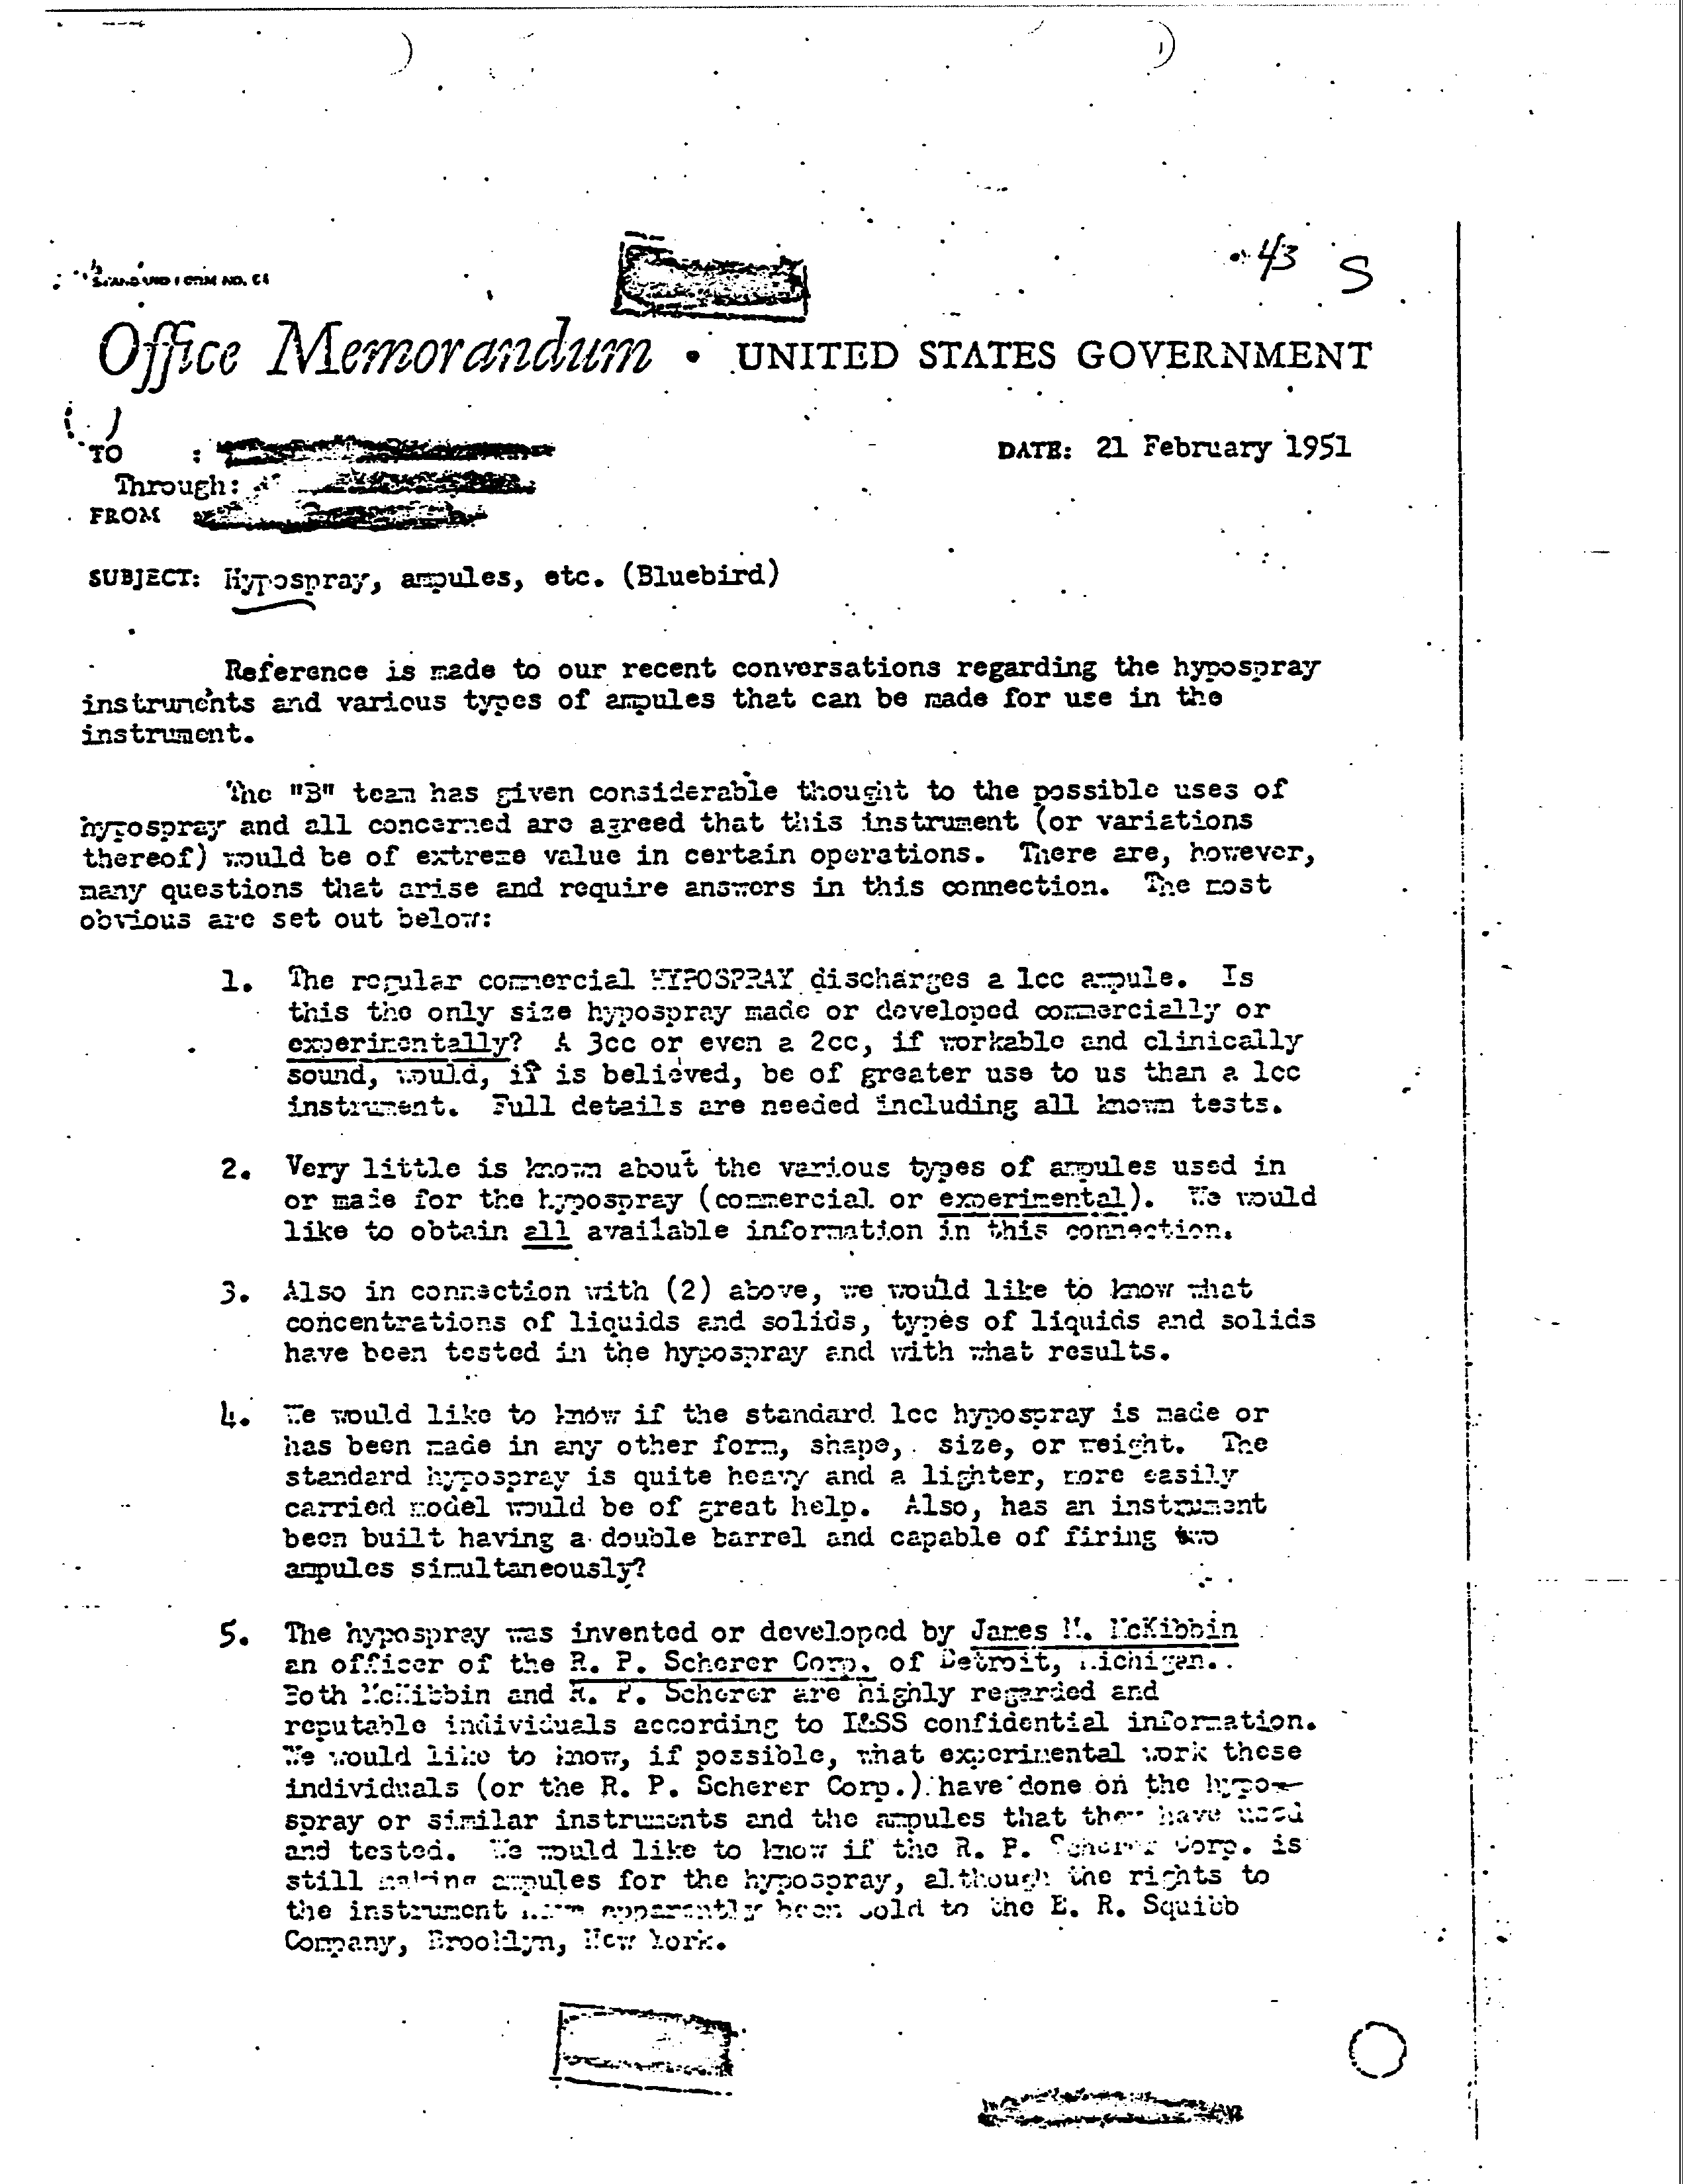 43 S
STANDARD FORM NO. 64
Office Memorandum • UNITED STATES GOVERNMENT
TO :
DATE: 21 February 1951
Through:
FROM
SUBJECT: Hypospray, ampules, etc. (Bluebird)
Reference is made to our recent conversations regarding the hypospray
instruments and various types of ampules that can be made for use in the
instrument.
The "B" team has given considerable thought to the possible uses of
hypospray and all concerned are agreed that this instrument (or variations
thereof) would be of extreme value in certain operations. There are, however,
many questions that arise and require answers in this connection. The most
obvious are set out below:
1. The regular commercial HYPOSPRAY discharges a 1cc ampule. Is
this the only size hypospray made or developed commercially or
experimentally? A 3cc or even a 2cc, if workable and clinically
sound, would, it is believed, be of greater use to us than a 1cc
instrument. Full details are needed including all known tests.
2. Very little is known about the various types of ampules used in
or made for the hypospray (commercial or experimental). We would
like to obtain all available information in this connection.
3. Also in connection with (2) above, we would like to know what
concentrations of liquids and solids, types of liquids and solids
have been tested in the hypospray and with what results.
4. We would like to know if the standard 1cc hypospray is made or
has been made in any other form, shape, size, or weight. The
standard hypospray is quite heavy and a lighter, more easily
carried model would be of great help. Also, has an instrument
been built having a double barrel and capable of firing two
ampules simultaneously?
5. The hypospray was invented or developed by James M. McKibbin
an officer of the R. P. Scherer Corp. of Detroit, Michigan.
Both McKibbin and R. P. Scherer are highly regarded and
reputable individuals according to I&SS confidential information.
We would like to know, if possible, what experimental work these
individuals (or the R. P. Scherer Corp.) have done on the hypo-
spray or similar instruments and the ampules that they have used
and tested. We would like to know if the R. P. Scherer Corp. is
still making ampules for the hypospray, although the rights to
the instrument have apparently been sold to the E. R. Squibb
Company, Brooklyn, New York.